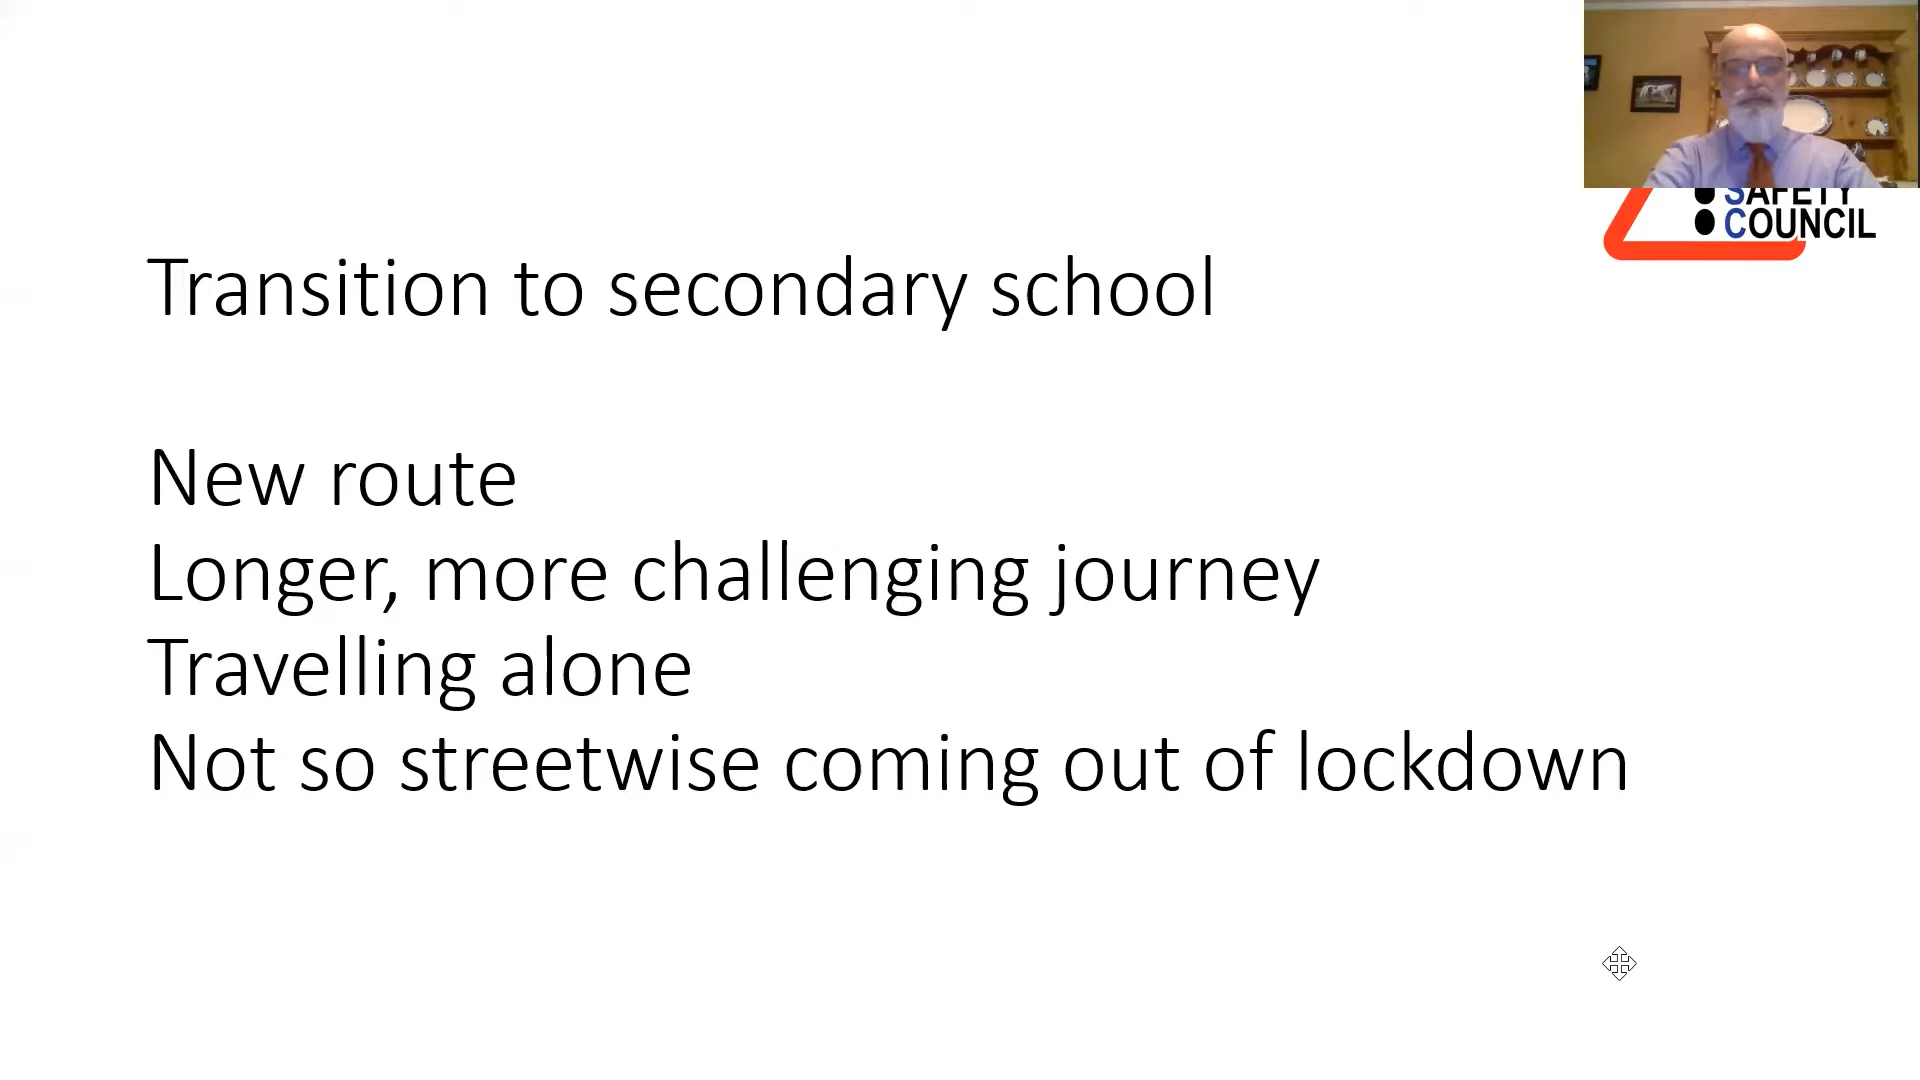 SAFETY
COUNCIL
Transition to secondary school
New route
Longer, more challenging journey
Travelling alone
Not so streetwise coming out of lockdown